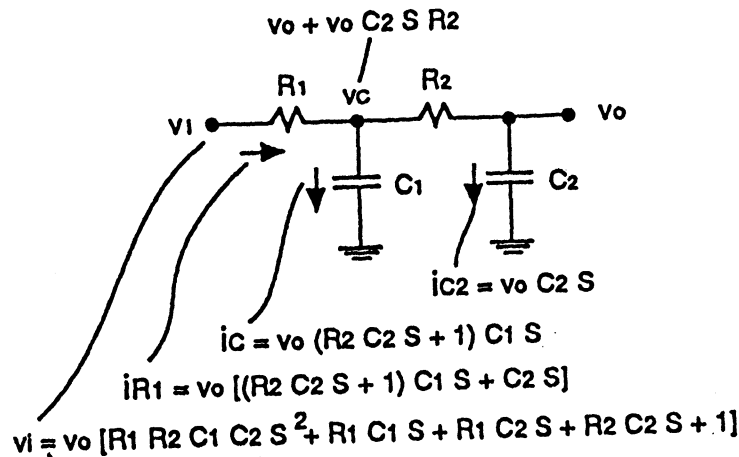 vo + vo C2 S R2
R1
R2
vc
vi
vo
C1
C2
ic2 = vo C2 S
ic = vo (R2 C2 S + 1) C1 S
iR1 = vo [(R2 C2 S + 1) C1 S + C2 S]
vi = vo [R1 R2 C1 C2 S² + R1 C1 S + R1 C2 S + R2 C2 S + 1]